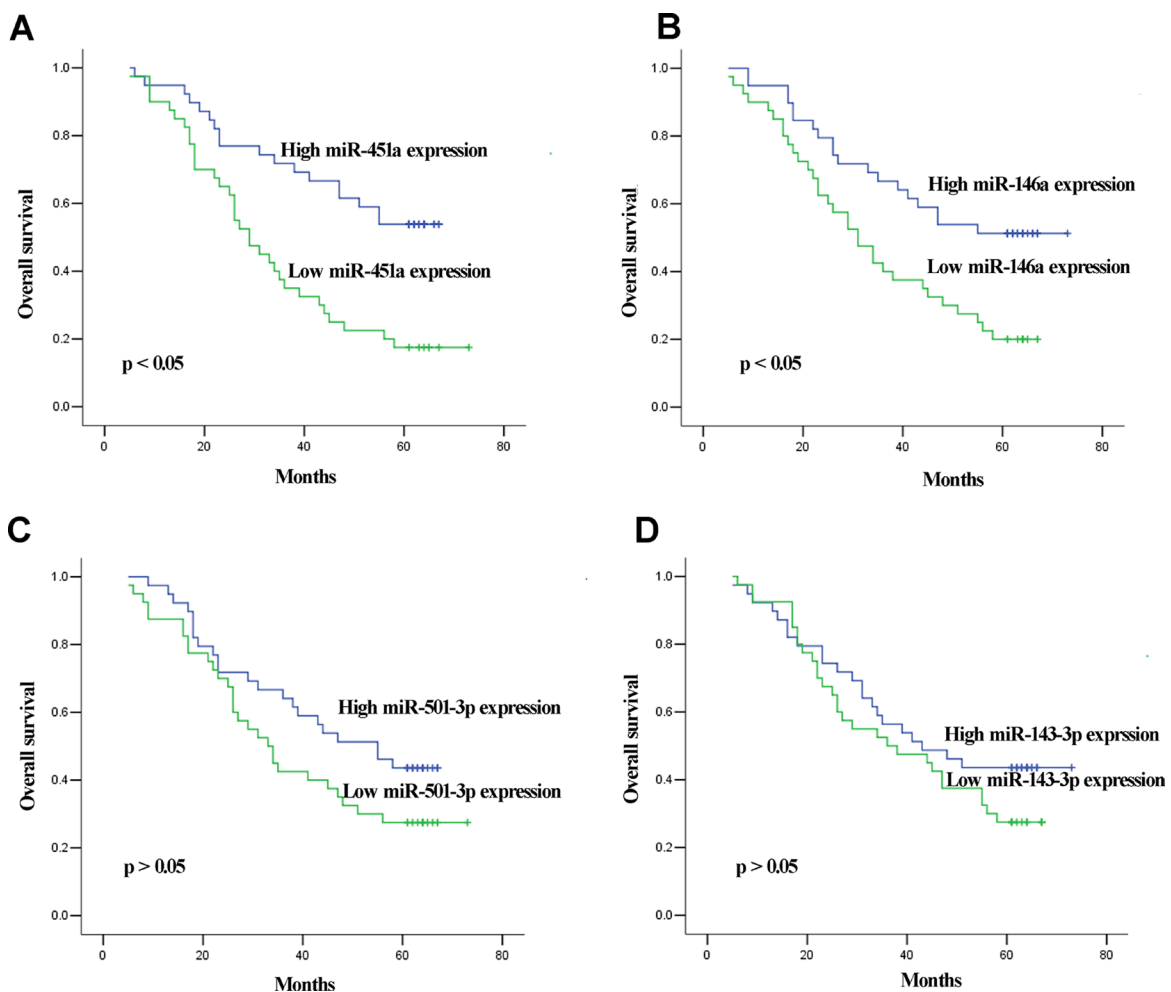 A
1.0
0.8
0.6
0.4
0.2
0.0
Overall survival
High miR-451a expression
Low miR-451a expression
p < 0.05
0 20 40 60 80
Months
B
1.0
0.8
0.6
0.4
0.2
0.0
Overall survival
High miR-146a expression
Low miR-146a expression
p < 0.05
0 20 40 60 80
Months
C
1.0
0.8
0.6
0.4
0.2
0.0
Overall survival
High miR-501-3p expression
Low miR-501-3p expression
p > 0.05
0 20 40 60 80
Months
D
1.0
0.8
0.6
0.4
0.2
0.0
Overall survival
High miR-143-3p exprssion
Low miR-143-3p expression
p > 0.05
0 20 40 60 80
Months